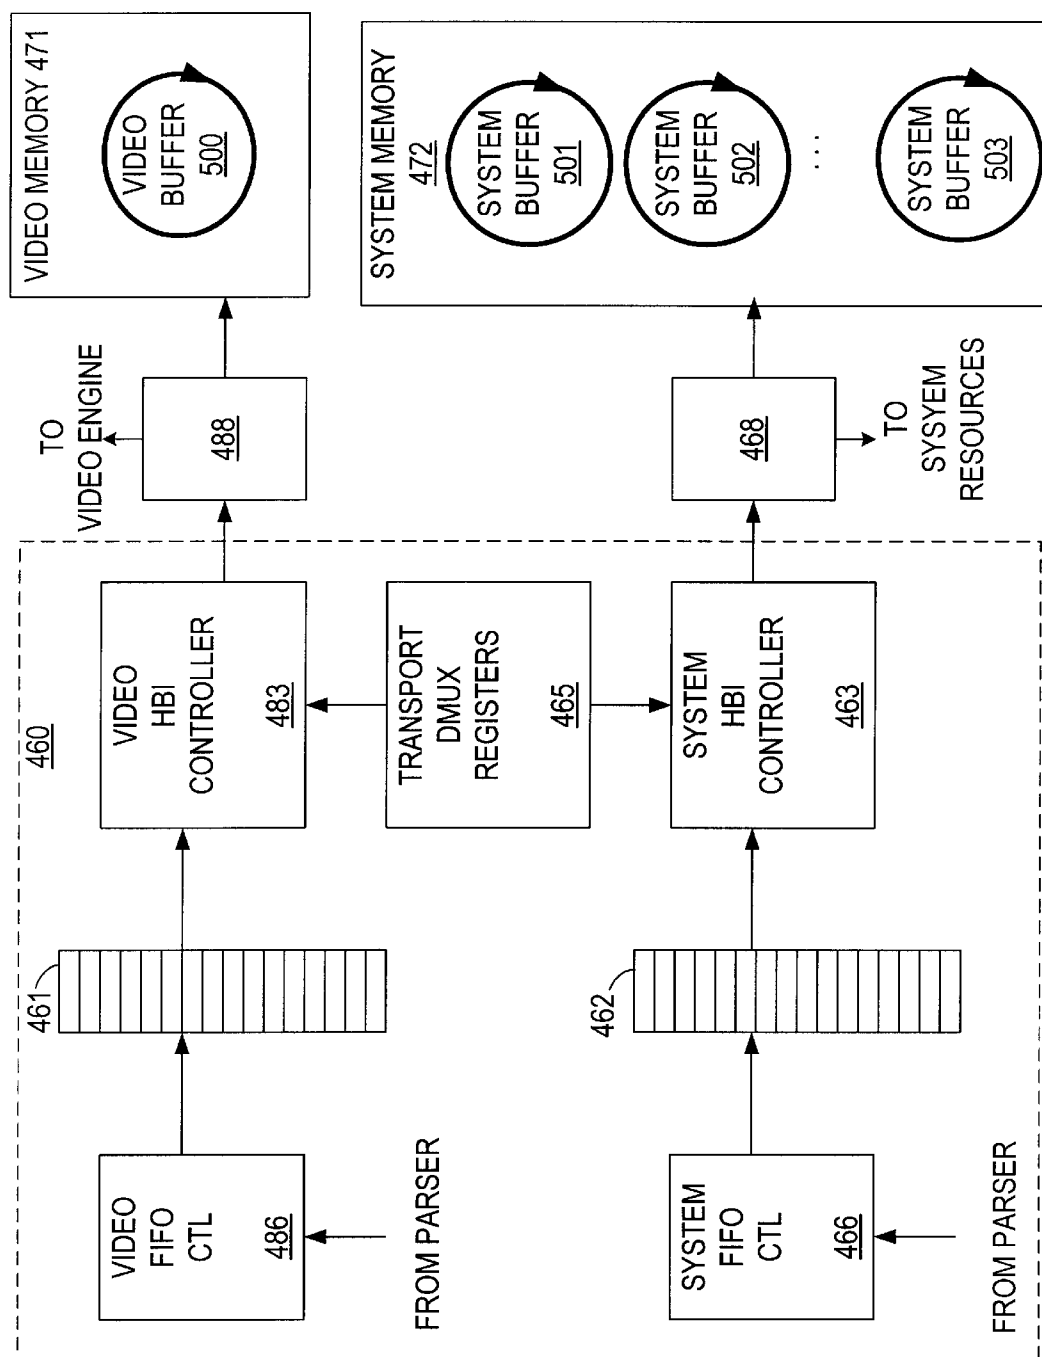 460
VIDEO
FIFO
CTL
486
FROM PARSER
461
VIDEO
HBI
CONTROLLER
483
TO
VIDEO ENGINE
488
VIDEO MEMORY 471
VIDEO
BUFFER
500
TRANSPORT
DMUX
REGISTERS
465
SYSTEM
FIFO
CTL
466
FROM PARSER
462
SYSTEM
HBI
CONTROLLER
463
468
TO
SYSYEM
RESOURCES
SYSTEM MEMORY
472
SYSTEM
BUFFER
501
SYSTEM
BUFFER
502
. . . .
SYSTEM
BUFFER
503